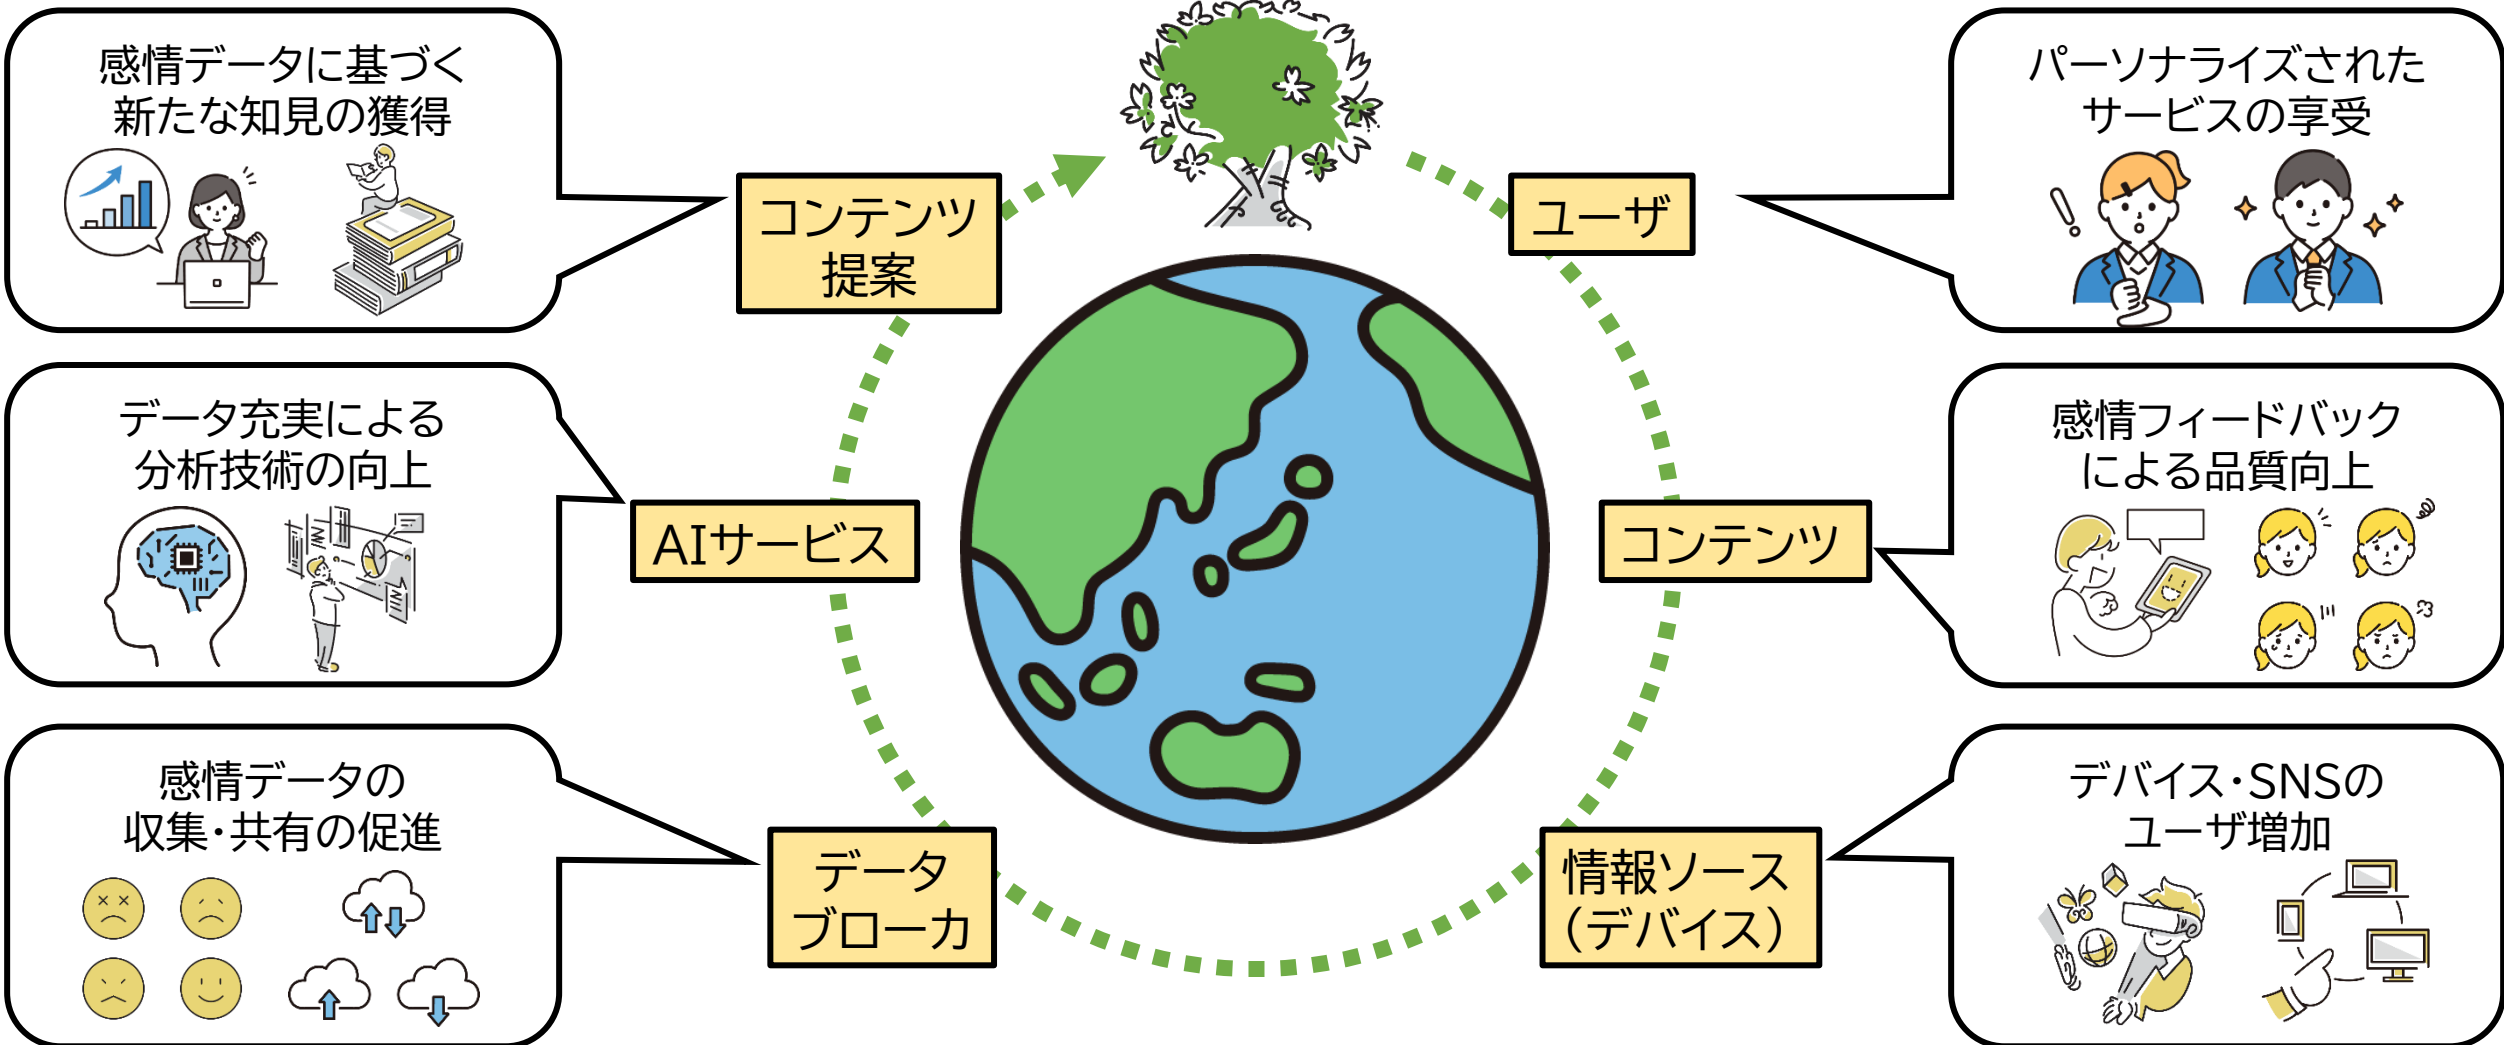 感情データに基づく
新たな知見の獲得
コンテンツ
提案
ユーザ
パーソナライズされた
サービスの享受
データ充実による
分析技術の向上
AIサービス
コンテンツ
感情フィードバック
による品質向上
感情データの
収集・共有の促進
データ
ブローカ
情報ソース
（デバイス）
デバイス・SNSの
ユーザ増加